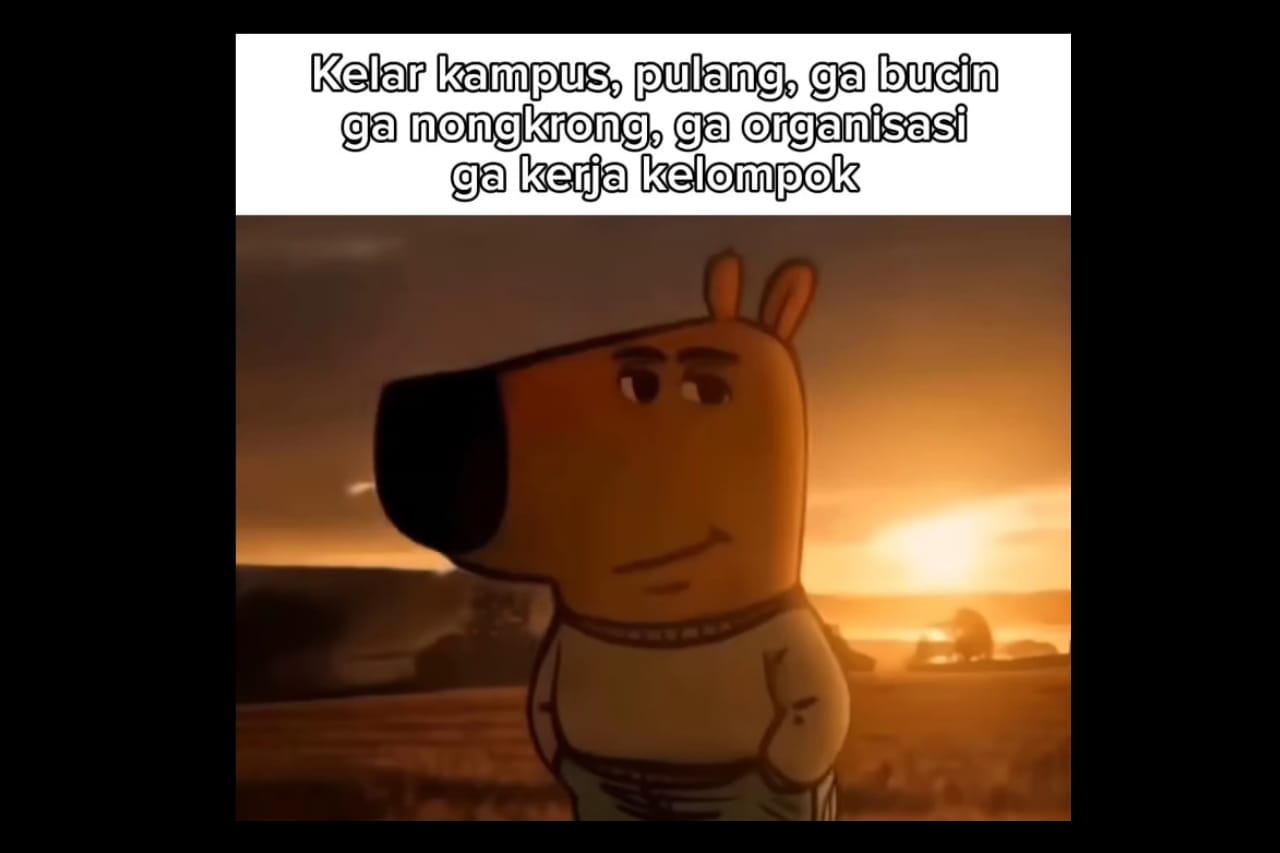 Kelar kampus, pulang, ga bucin
ga nongkrong, ga organisasi
ga kerja kelompok